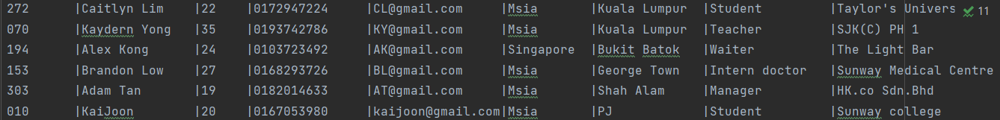 272 |Caitlyn Lim |22 |0172947224 |CL@gmail.com |Msia |Kuala Lumpur |Student |Taylor's Univers 11
070 |Kaydern Yong |35 |0193742786 |KY@gmail.com |Msia |Kuala Lumpur |Teacher |SJK(C) PH 1
194 |Alex Kong |24 |0103723492 |AK@gmail.com |Singapore |Bukit Batok |Waiter |The Light Bar
153 |Brandon Low |27 |0168293726 |BL@gmail.com |Msia |George Town |Intern doctor |Sunway Medical Centre
303 |Adam Tan |19 |0182014633 |AT@gmail.com |Msia |Shah Alam |Manager |HK.co Sdn.Bhd
010 |KaiJoon |20 |0167053980 |kaijoon@gmail.com|Msia |PJ |Student |Sunway college